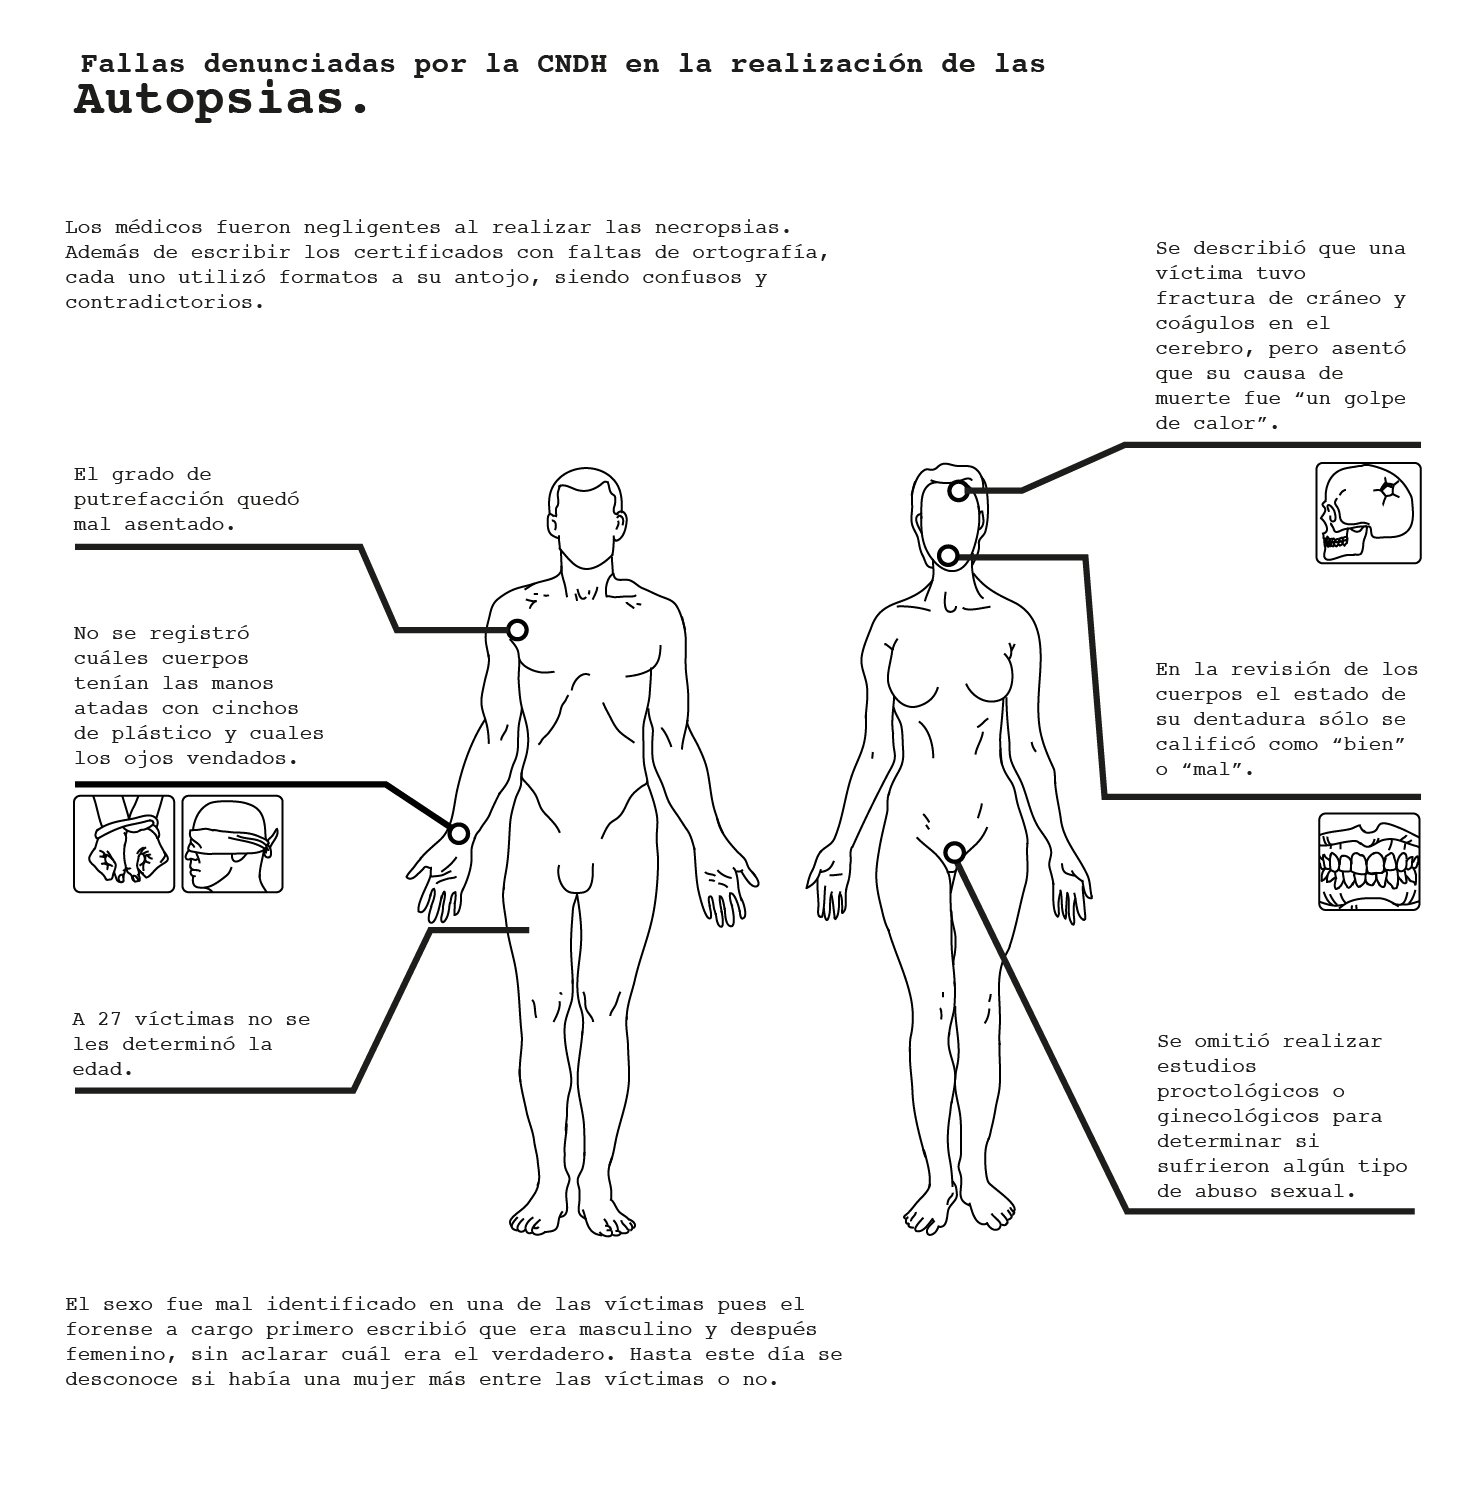 Fallas denunciadas por la CNDH en la realización de las
Autopsias.
Los médicos fueron negligentes al realizar las necropsias.
Además de escribir los certificados con faltas de ortografía,
cada uno utilizó formatos a su antojo, siendo confusos y
contradictorios.
El grado de
putrefacción quedó
mal asentado.
No se registró
cuáles cuerpos
tenían las manos
atadas con cinchos
de plástico y cuales
los ojos vendados.
A 27 víctimas no se
les determinó la
edad.
Se describió que una
víctima tuvo
fractura de cráneo y
coágulos en el
cerebro, pero asentó
que su causa de
muerte fue “un golpe
de calor”.
En la revisión de los
cuerpos el estado de
su dentadura sólo se
calificó como “bien”
o “mal”.
Se omitió realizar
estudios
proctológicos o
ginecológicos para
determinar si
sufrieron algún tipo
de abuso sexual.
El sexo fue mal identificado en una de las víctimas pues el
forense a cargo primero escribió que era masculino y después
femenino, sin aclarar cuál era el verdadero. Hasta este día se
desconoce si había una mujer más entre las víctimas o no.